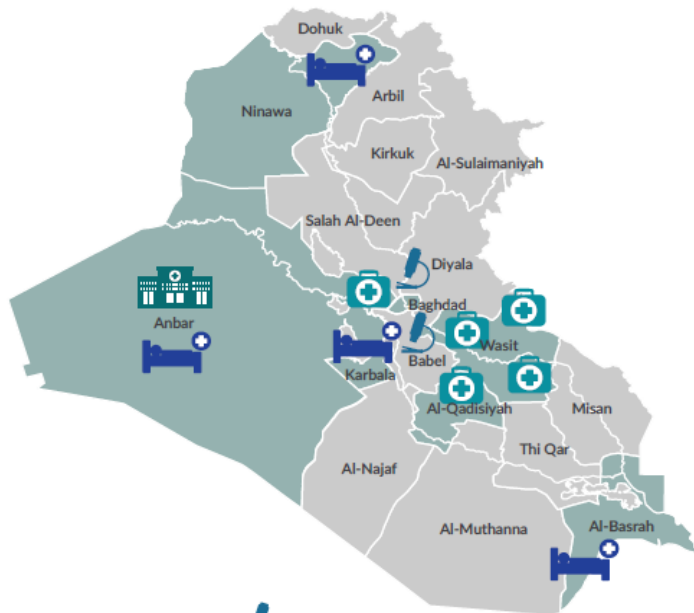 Dohuk
Ninawa
Arbil
Kirkuk
Al-Sulaimaniyah
Salah Al-Deen
Diyala
Baghdad
Anbar
Wasit
Babel
Karbala
Al-Qadisiyah
Misan
Thi Qar
Al-Najaf
Al-Basrah
Al-Muthanna